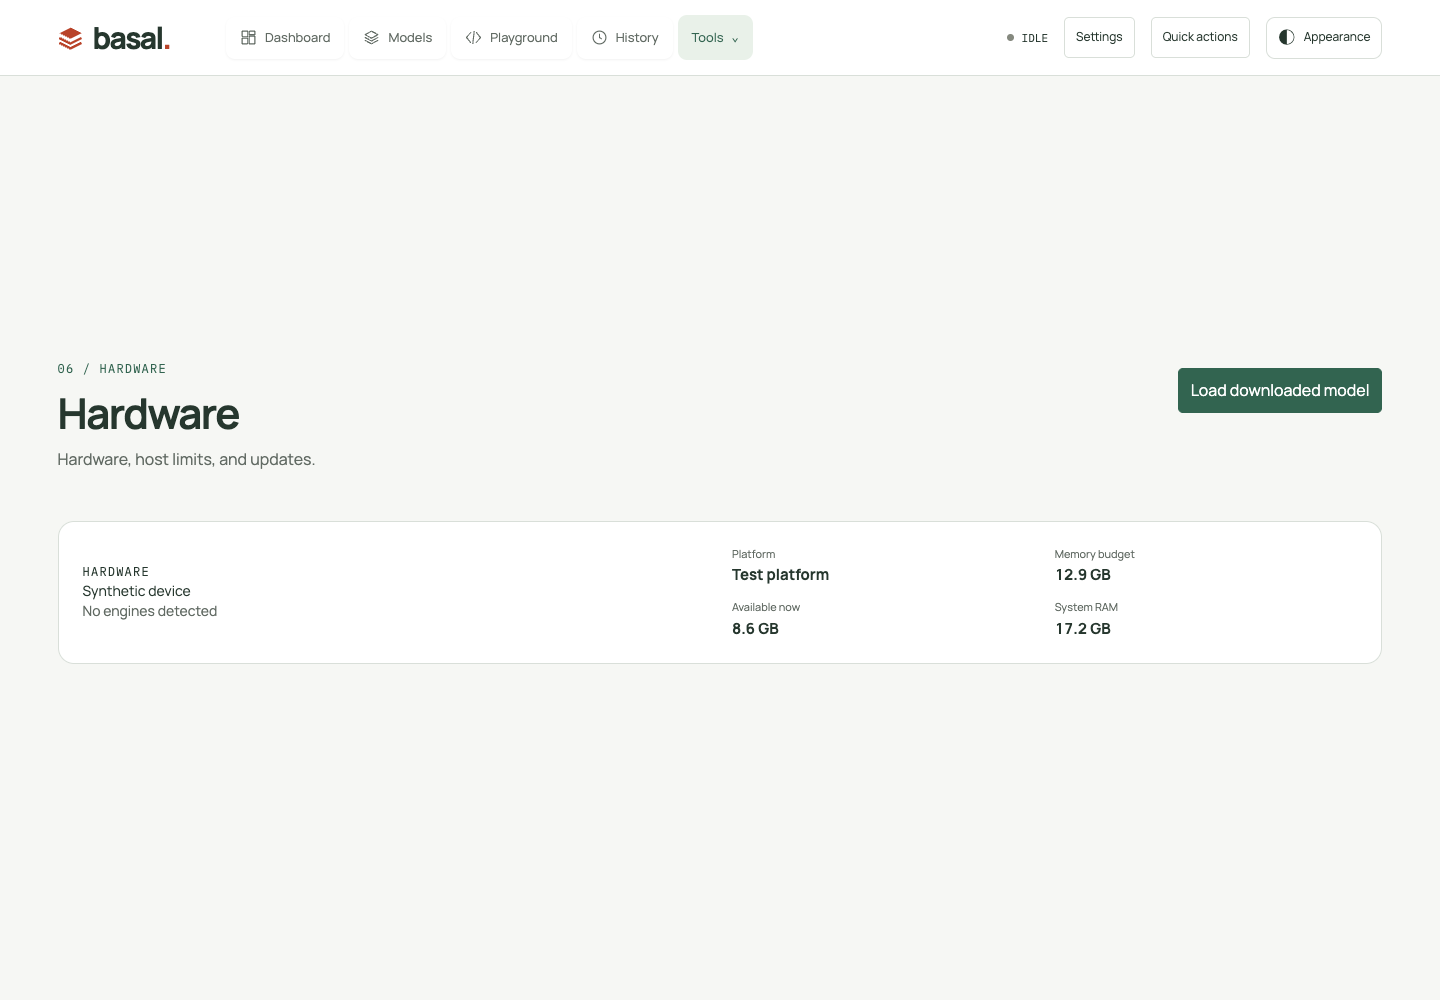 basal.
Dashboard
Models
Playground
History
Tools
IDLE
Settings
Quick actions
Appearance
06 / HARDWARE
Hardware
Hardware, host limits, and updates.
Load downloaded model
HARDWARE
Synthetic device
No engines detected
Platform
Test platform
Memory budget
12.9 GB
Available now
8.6 GB
System RAM
17.2 GB